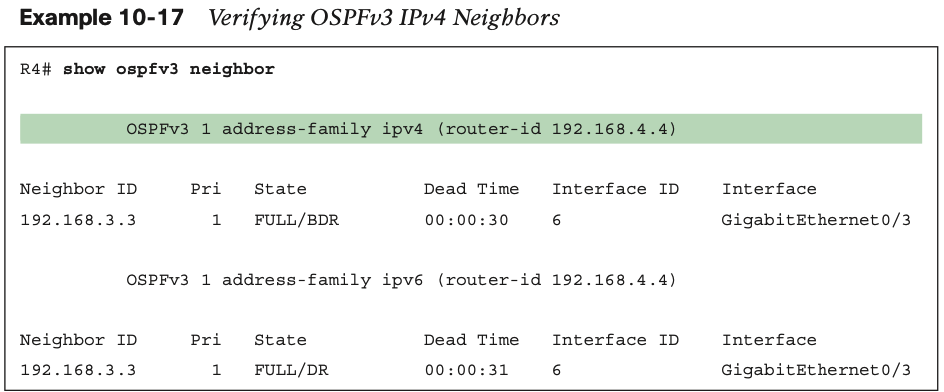 Example 10-17 Verifying OSPFv3 IPv4 Neighbors
R4# show ospfv3 neighbor
OSPFv3 1 address-family ipv4 (router-id 192.168.4.4)
Neighbor ID Pri State Dead Time Interface ID Interface
192.168.3.3 1 FULL/BDR 00:00:30 6 GigabitEthernet0/3
OSPFv3 1 address-family ipv6 (router-id 192.168.4.4)
Neighbor ID Pri State Dead Time Interface ID Interface
192.168.3.3 1 FULL/DR 00:00:31 6 GigabitEthernet0/3